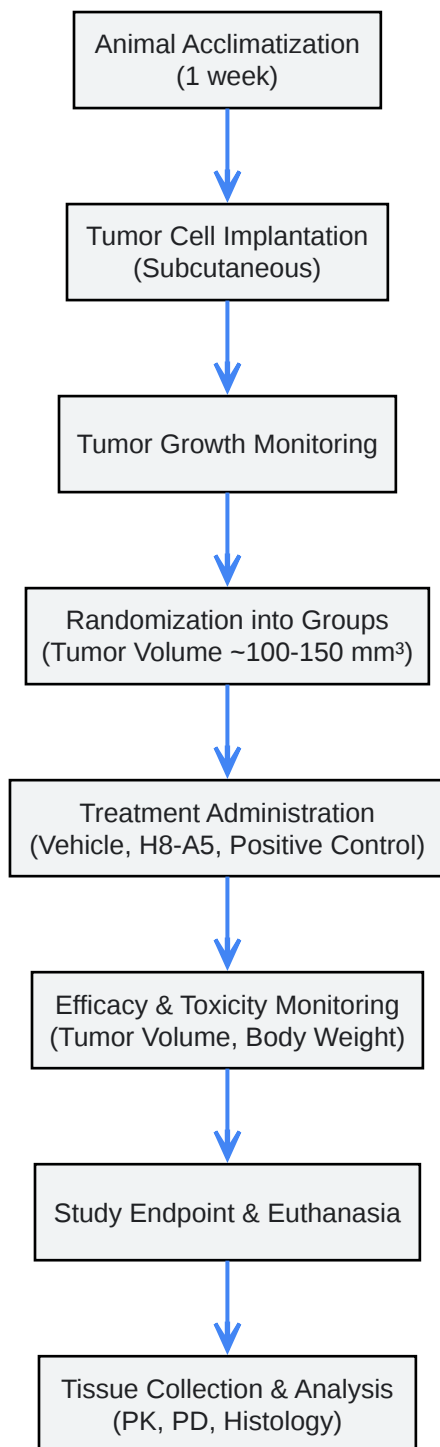 Animal Acclimatization
(1 week)
Tumor Cell Implantation
(Subcutaneous)
Tumor Growth Monitoring
Randomization into Groups
(Tumor Volume ~100-150 mm³)
Treatment Administration
(Vehicle, H8-A5, Positive Control)
Efficacy & Toxicity Monitoring
(Tumor Volume, Body Weight)
Study Endpoint & Euthanasia
Tissue Collection & Analysis
(PK, PD, Histology)